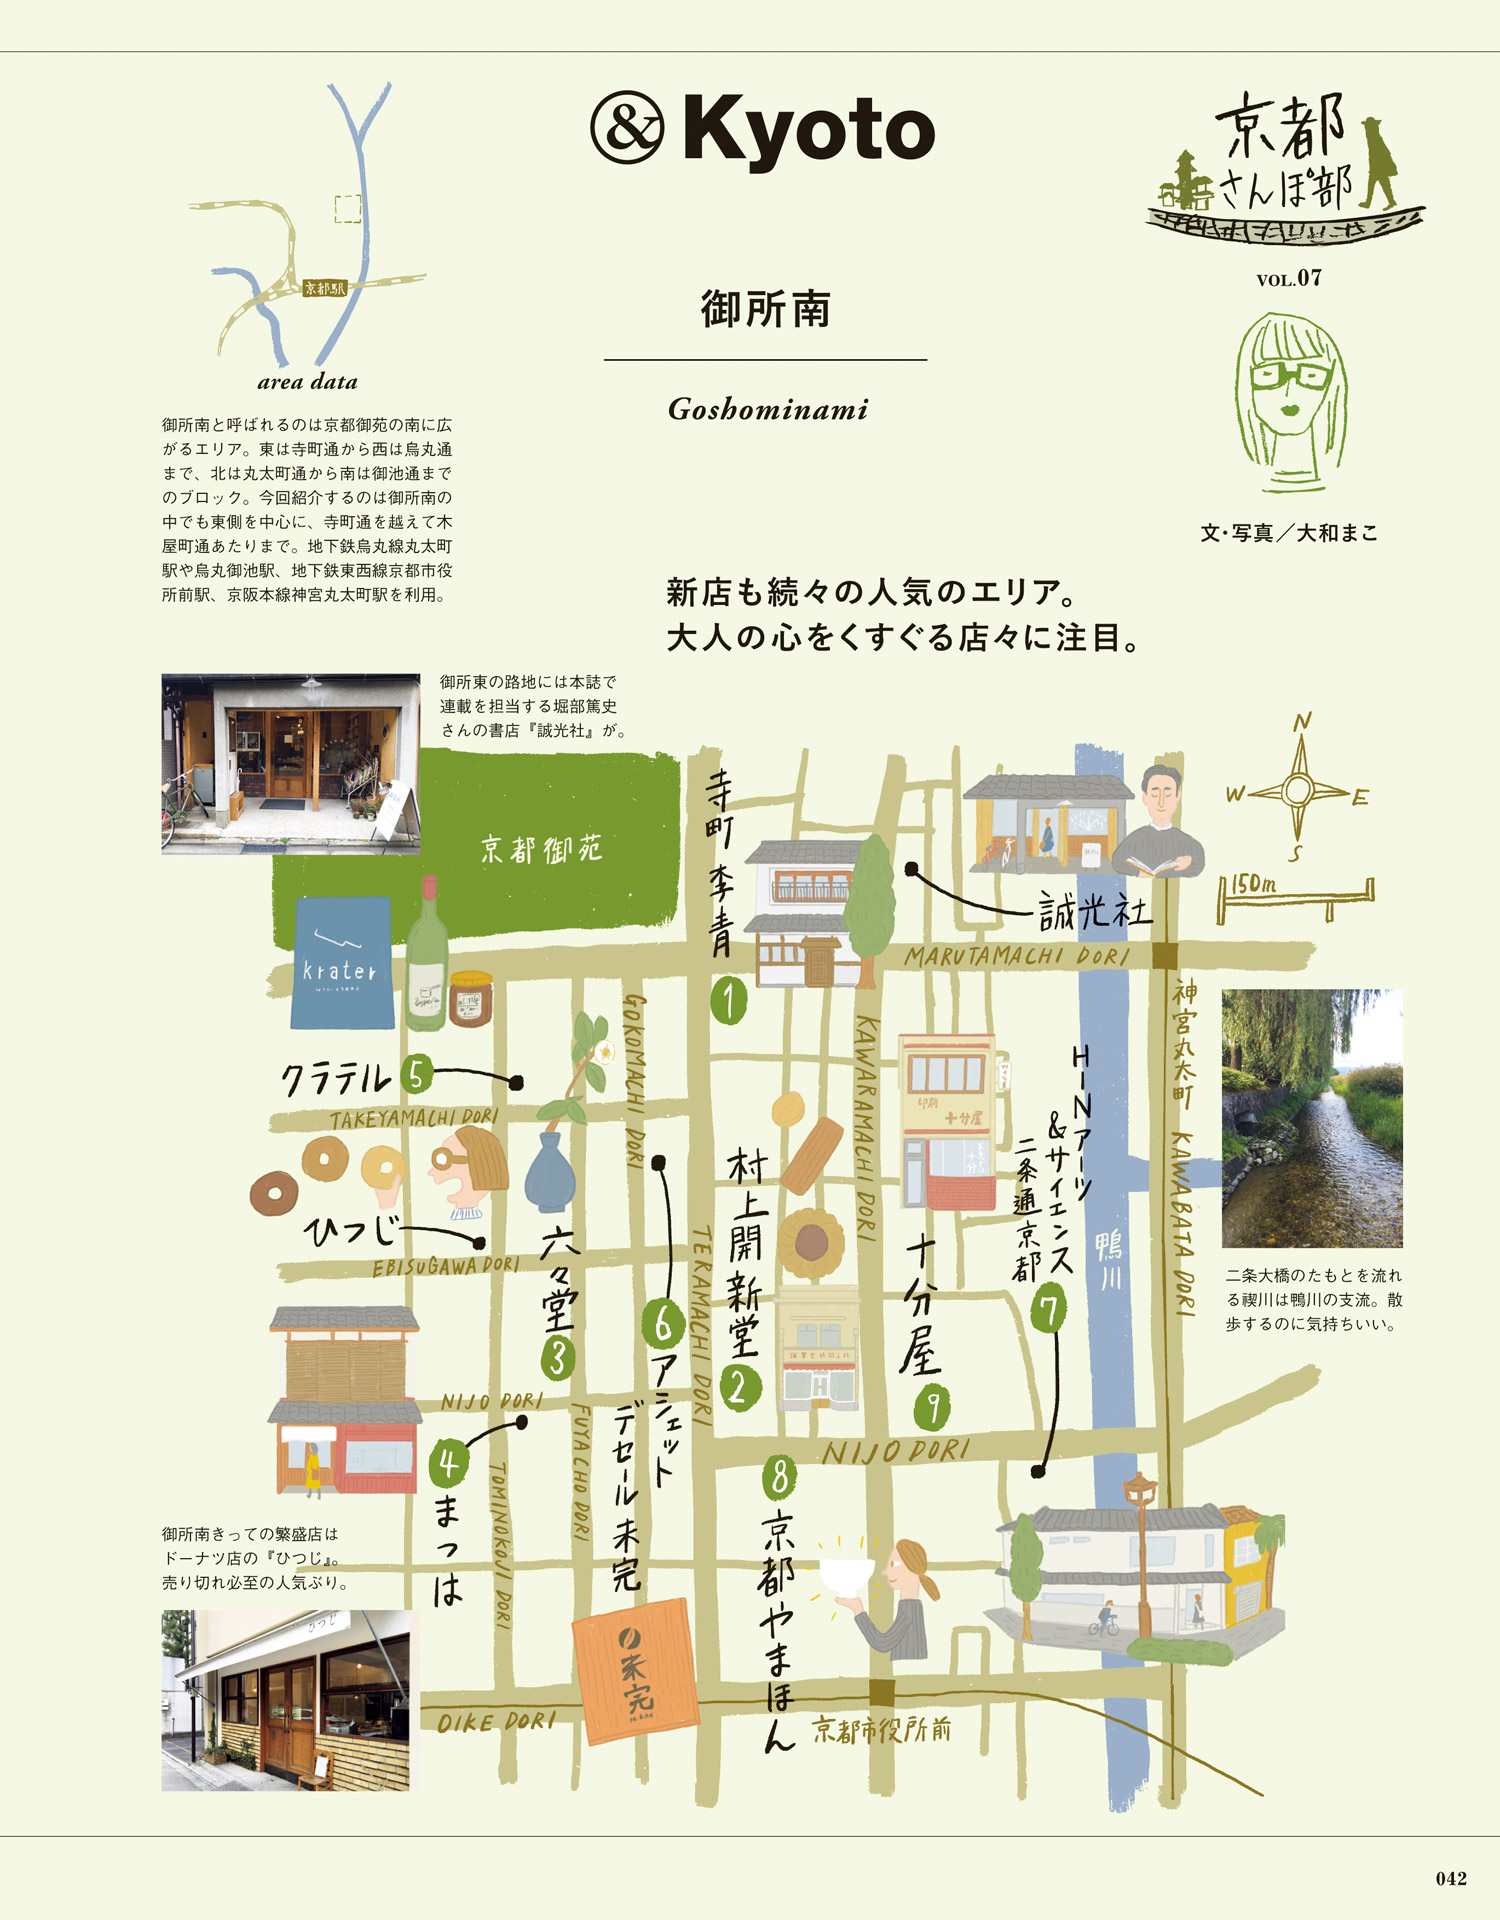 & Kyoto
京都
さんぽ部
VOL.07
文・写真／大和まこ
御所南
Goshominami
京都駅
area data
御所南と呼ばれるのは京都御苑の南に広
がるエリア。東は寺町通から西は烏丸通
まで、北は丸太町通から南は御池通まで
のブロック。今回紹介するのは御所南の
中でも東側を中心に、寺町通を越えて木
屋町通あたりまで。地下鉄烏丸線丸太町
駅や烏丸御池駅、地下鉄東西線京都市役
所前駅、京阪本線神宮丸太町駅を利用。
新店も続々の人気のエリア。
大人の心をくすぐる店々に注目。
御所東の路地には本誌で
連載を担当する堀部篤史
さんの書店『誠光社』が。
京都御苑
寺町 李青
1
誠光社
N
W
E
S
150m
MARUTAMACHI DORI
krater
クラテル
5
TAKEYAMACHI DORI
GOKOMACHI DORI
KAWARAMACHI DORI
印刷
十分屋
神宮丸太町
KAWABATA DORI
HINアーツ
&サイエンス
二条通京都
7
鴨川
ひつじ
EBISUGAWA DORI
六々堂
3
6
アシェット
デセール 未完
TERAMACHI DORI
村上開新堂
2
十分屋
9
二条大橋のたもとを流れ
る禊川は鴨川の支流。散
歩するのに気持ちいい。
NIJO DORI
4
まっは
TOMINOKOJI DORI
FUYACHO DORI
NIJO DORI
8
京都やまほん
御所南きっての繁盛店は
ドーナツ店の『ひつじ』。
売り切れ必至の人気ぶり。
ひつじ
未完
OIKE DORI
京都市役所前
042